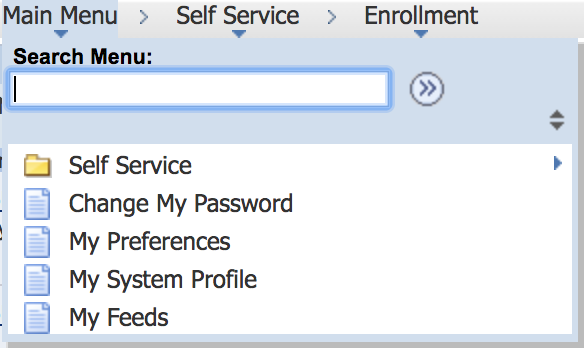 Main Menu > Self Service > Enrollment
Search Menu:
Self Service
Change My Password
My Preferences
My System Profile
My Feeds